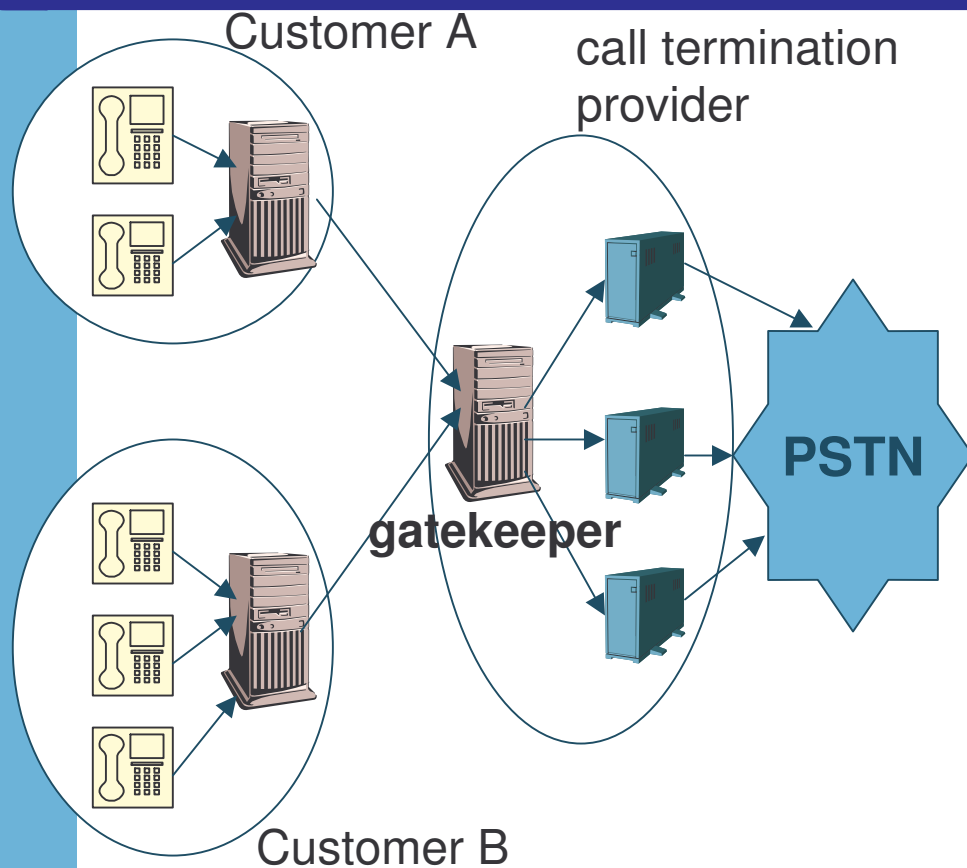 Customer A
call termination
provider
PSTN
gatekeeper
Customer B